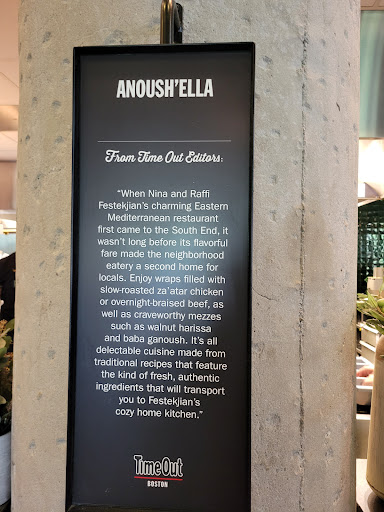 ANOUSH'ELLA
From Time Out Editors:
"When Nina and Raffi
Festekjian's charming Eastern
Mediterranean restaurant
first came to the South End, it
wasn't long before its flavorful
fare made the neighborhood
eatery a second home for
locals. Enjoy wraps filled with
slow-roasted za'atar chicken
or overnight-braised beef, as
well as craveworthy mezzes
such as walnut harissa
and baba ganoush. It's all
delectable cuisine made from
traditional recipes that feature
the kind of fresh, authentic
ingredients that will transport
you to Festekjian's
cozy home kitchen."
TimeOut
BOSTON